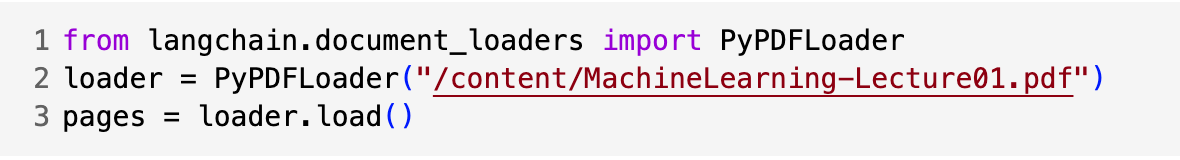 1 from langchain.document_loaders import PyPDFLoader
2 loader = PyPDFLoader("/content/MachineLearning-Lecture01.pdf")
3 pages = loader.load()